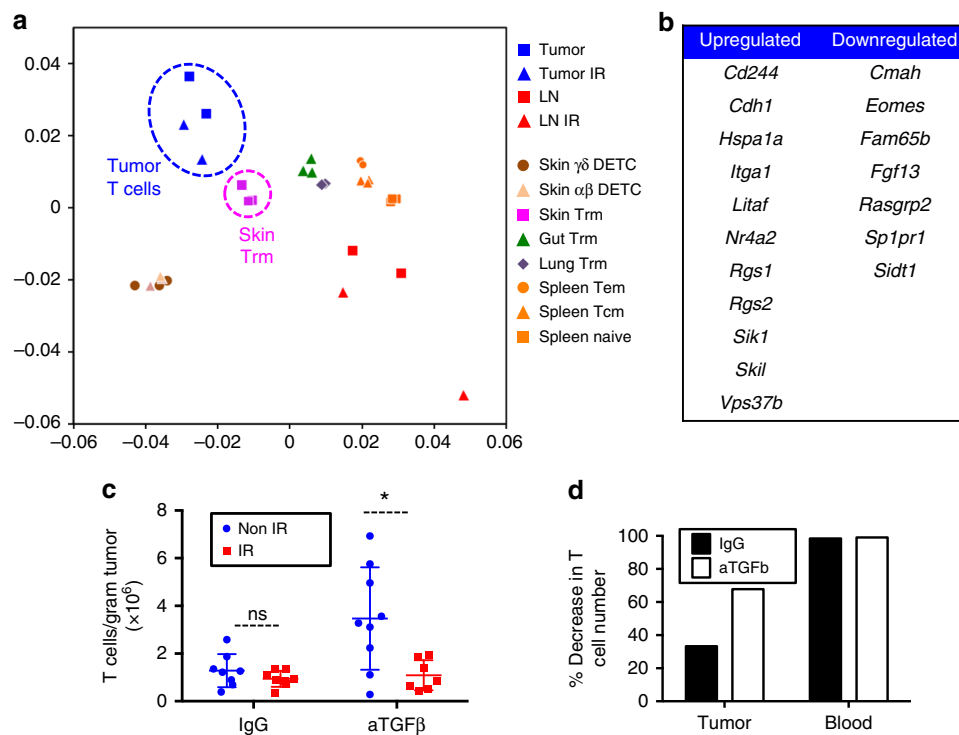 a
0.04
0.02
0
−0.02
−0.04
−0.06
−0.06
−0.04
−0.02
0
0.02
0.04
0.06
Tumor
T cells
Skin
Trm
Tumor
Tumor IR
LN
LN IR
Skin γδ DETC
Skin αβ DETC
Skin Trm
Gut Trm
Lung Trm
Spleen Tem
Spleen Tcm
Spleen naive
b
Upregulated Downregulated
Cd244 Cmah
Cdh1 Eomes
Hspa1a Fam65b
Itga1 Fgf13
Litaf Rasgrp2
Nr4a2 Sp1pr1
Rgs1 Sidt1
Rgs2
Sik1
Skil
Vps37b
c
T cells/gram tumor
(×10⁶)
8
6
4
2
0
Non IR
IR
ns
*
IgG
aTGFβ
d
% Decrease in T
cell number
100
80
60
40
20
0
IgG
aTGFb
Tumor
Blood